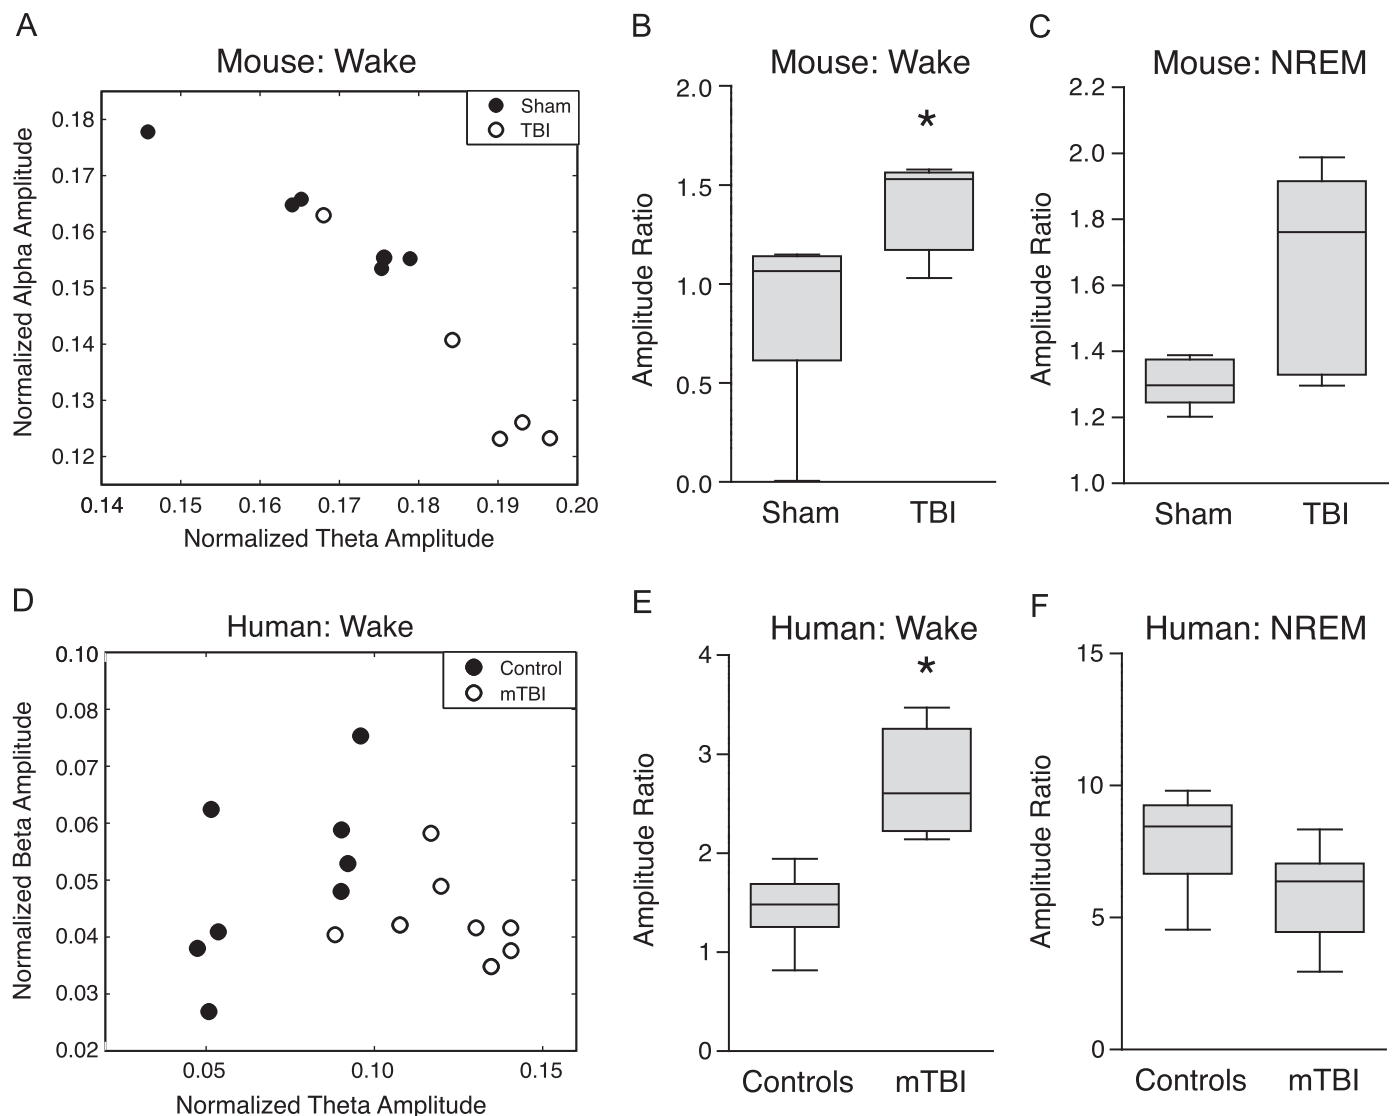 A
Mouse: Wake
Normalized Alpha Amplitude
0.18
0.17
0.16
0.15
0.14
0.13
0.12
Sham
TBI
0.14 0.15 0.16 0.17 0.18 0.19 0.20
Normalized Theta Amplitude
B
Mouse: Wake
Amplitude Ratio
2.0
1.5
1.0
0.5
0.0
*
Sham TBI
C
Mouse: NREM
Amplitude Ratio
2.2
2.0
1.8
1.6
1.4
1.2
1.0
Sham TBI
D
Human: Wake
Normalized Beta Amplitude
0.10
0.08
0.07
0.06
0.05
0.04
0.03
0.02
Control
mTBI
0.05 0.10 0.15
Normalized Theta Amplitude
E
Human: Wake
Amplitude Ratio
4
3
2
1
0
*
Controls mTBI
F
Human: NREM
Amplitude Ratio
15
10
5
0
Controls mTBI